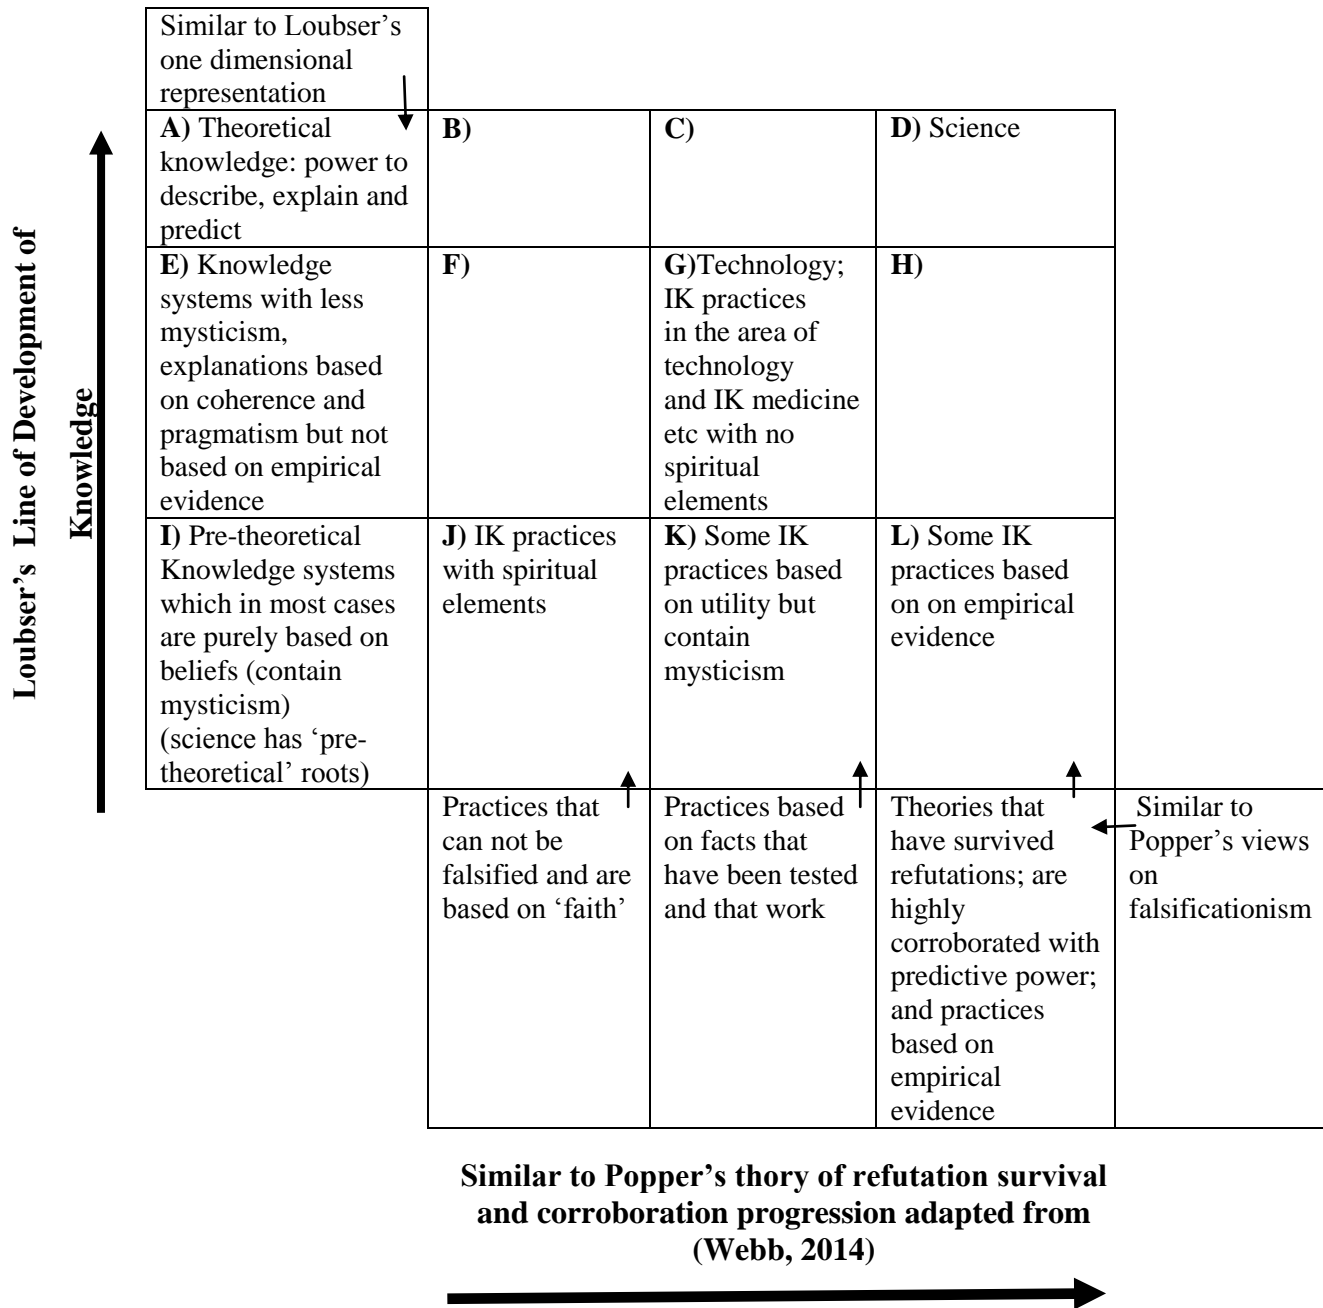 Similar to Loubser’s
one dimensional
representation
A) Theoretical
knowledge: power to
describe, explain and
predict
B)
C)
D) Science
E) Knowledge
systems with less
mysticism,
explanations based
on coherence and
pragmatism but not
based on empirical
evidence
F)
G)Technology;
IK practices
in the area of
technology
and IK medicine
etc with no
spiritual
elements
H)
I) Pre-theoretical
Knowledge systems
which in most cases
are purely based on
beliefs (contain
mysticism)
(science has ‘pre-
theoretical’ roots)
J) IK practices
with spiritual
elements
K) Some IK
practices based
on utility but
contain
mysticism
L) Some IK
practices based
on on empirical
evidence
Practices that
can not be
falsified and are
based on ‘faith’
Practices based
on facts that
have been tested
and that work
Theories that
have survived
refutations; are
highly
corroborated with
predictive power;
and practices
based on
empirical
evidence
Similar to
Popper’s views
on
falsificationism
Loubser’s Line of Development of
Knowledge
Similar to Popper’s thory of refutation survival
and corroboration progression adapted from
(Webb, 2014)